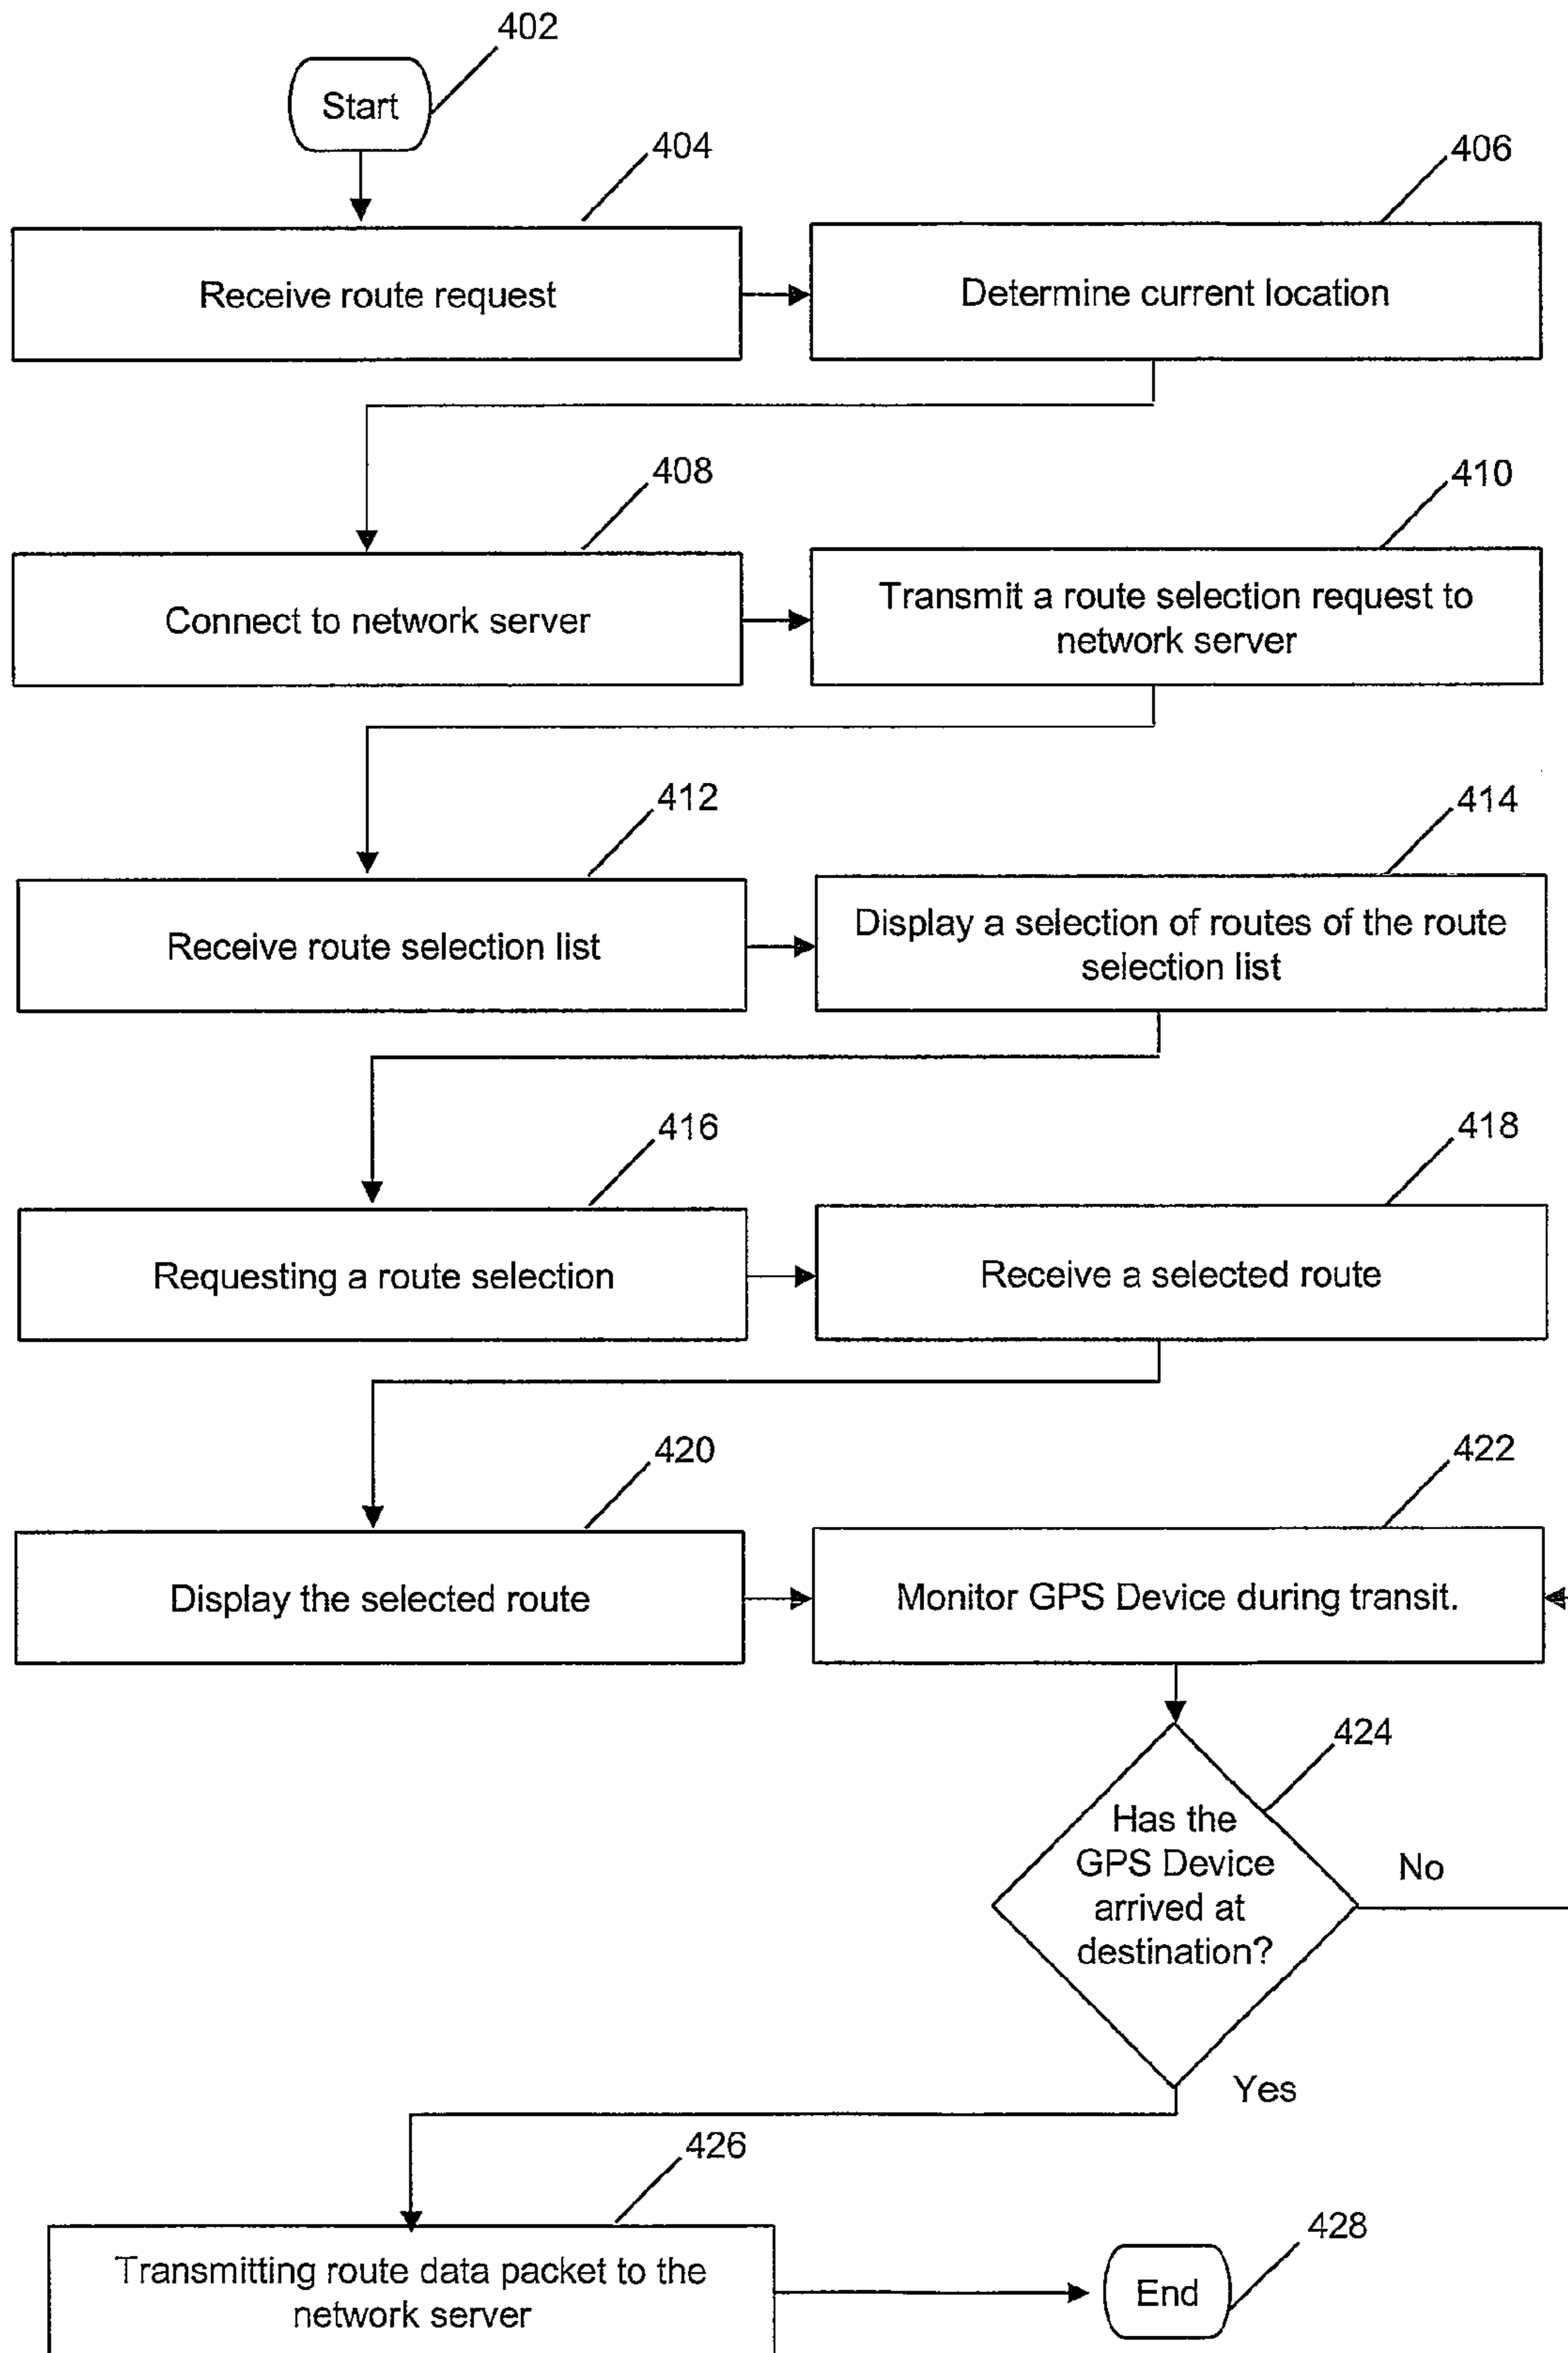 402
Start
404
406
Receive route request
Determine current location
408
410
Connect to network server
Transmit a route selection request to
network server
412
414
Receive route selection list
Display a selection of routes of the route
selection list
416
418
Requesting a route selection
Receive a selected route
420
422
Display the selected route
Monitor GPS Device during transit.
424
Has the
GPS Device
arrived at
destination?
No
Yes
426
428
Transmitting route data packet to the
network server
End